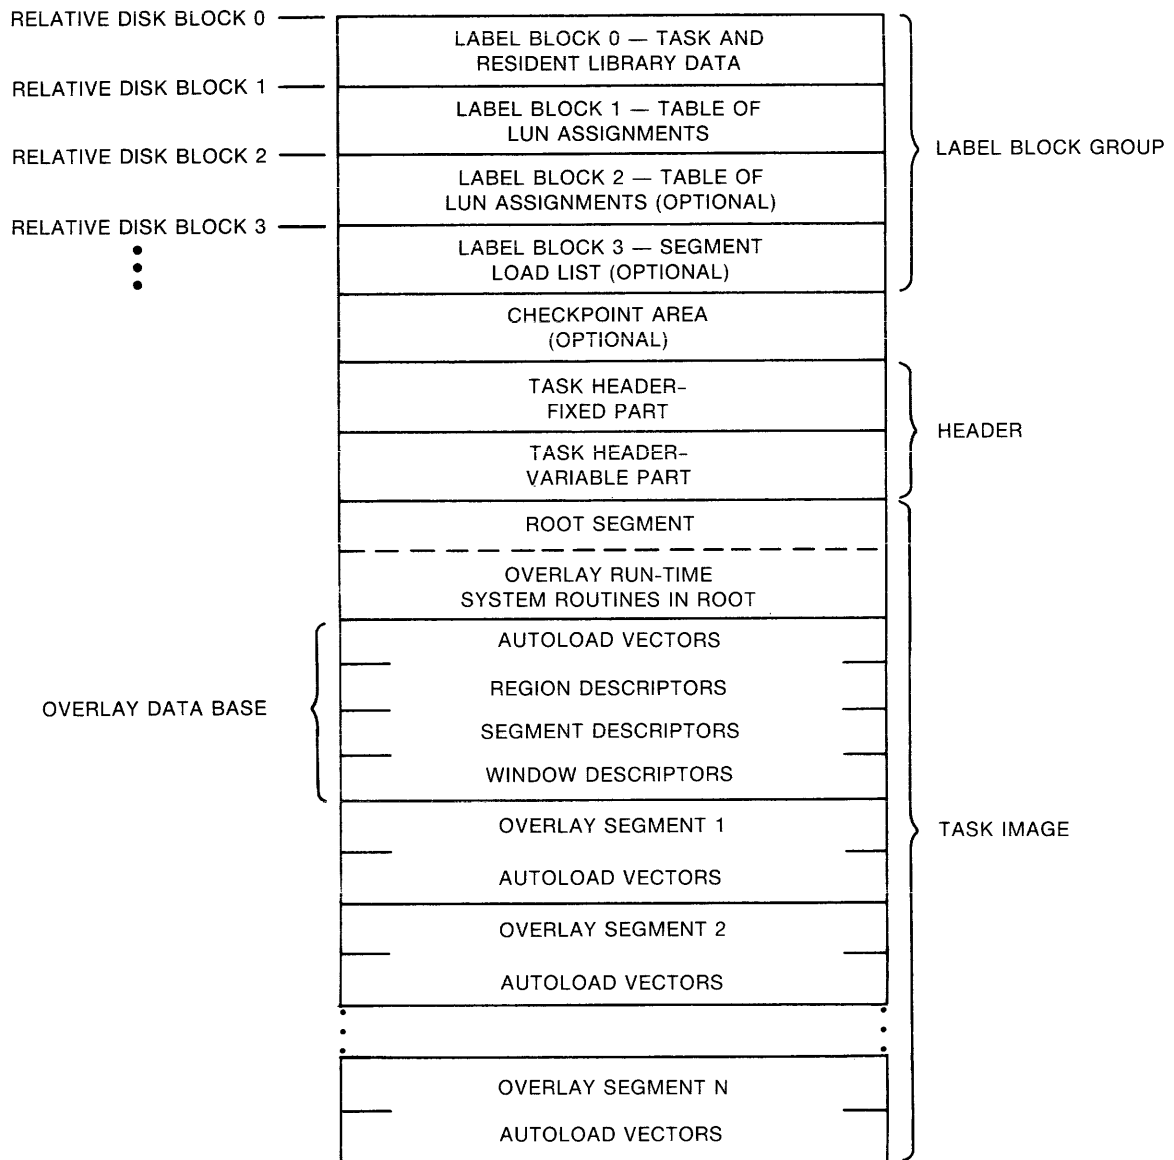 RELATIVE DISK BLOCK 0
LABEL BLOCK 0 — TASK AND
RESIDENT LIBRARY DATA
RELATIVE DISK BLOCK 1
LABEL BLOCK 1 — TABLE OF
LUN ASSIGNMENTS
LABEL BLOCK GROUP
RELATIVE DISK BLOCK 2
LABEL BLOCK 2 — TABLE OF
LUN ASSIGNMENTS (OPTIONAL)
RELATIVE DISK BLOCK 3
LABEL BLOCK 3 — SEGMENT
LOAD LIST (OPTIONAL)
CHECKPOINT AREA
(OPTIONAL)
TASK HEADER-
FIXED PART
HEADER
TASK HEADER-
VARIABLE PART
ROOT SEGMENT
OVERLAY RUN-TIME
SYSTEM ROUTINES IN ROOT
AUTOLOAD VECTORS
REGION DESCRIPTORS
OVERLAY DATA BASE
SEGMENT DESCRIPTORS
WINDOW DESCRIPTORS
OVERLAY SEGMENT 1
TASK IMAGE
AUTOLOAD VECTORS
OVERLAY SEGMENT 2
AUTOLOAD VECTORS
OVERLAY SEGMENT N
AUTOLOAD VECTORS